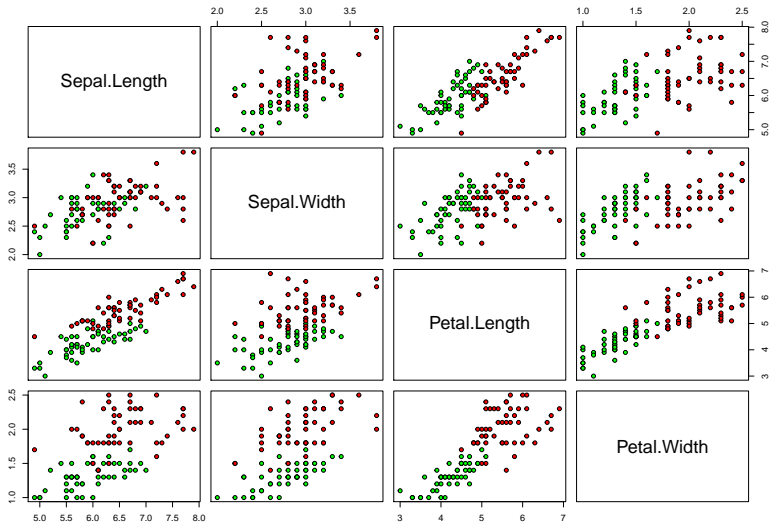 2.0 2.5 3.0 3.5 1.0 1.5 2.0 2.5
Sepal.Length
5.0 6.0 7.0 8.0
2.0 2.5 3.0 3.5
Sepal.Width
Petal.Length
3 4 5 6 7
1.0 1.5 2.0 2.5
Petal.Width
5.0 5.5 6.0 6.5 7.0 7.5 8.0 3 4 5 6 7